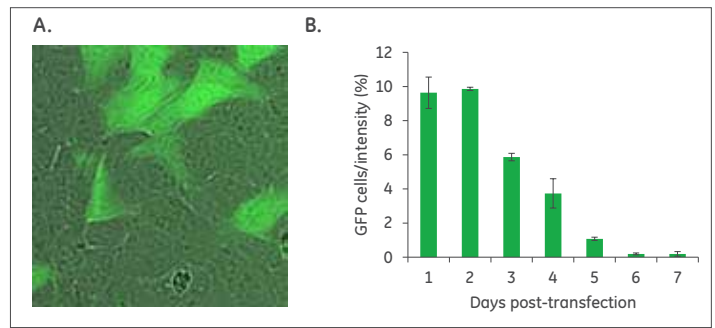 A.
B.
GFP cells/intensity (%)
12
10
8
6
4
2
0
1 2 3 4 5 6 7
Days post-transfection